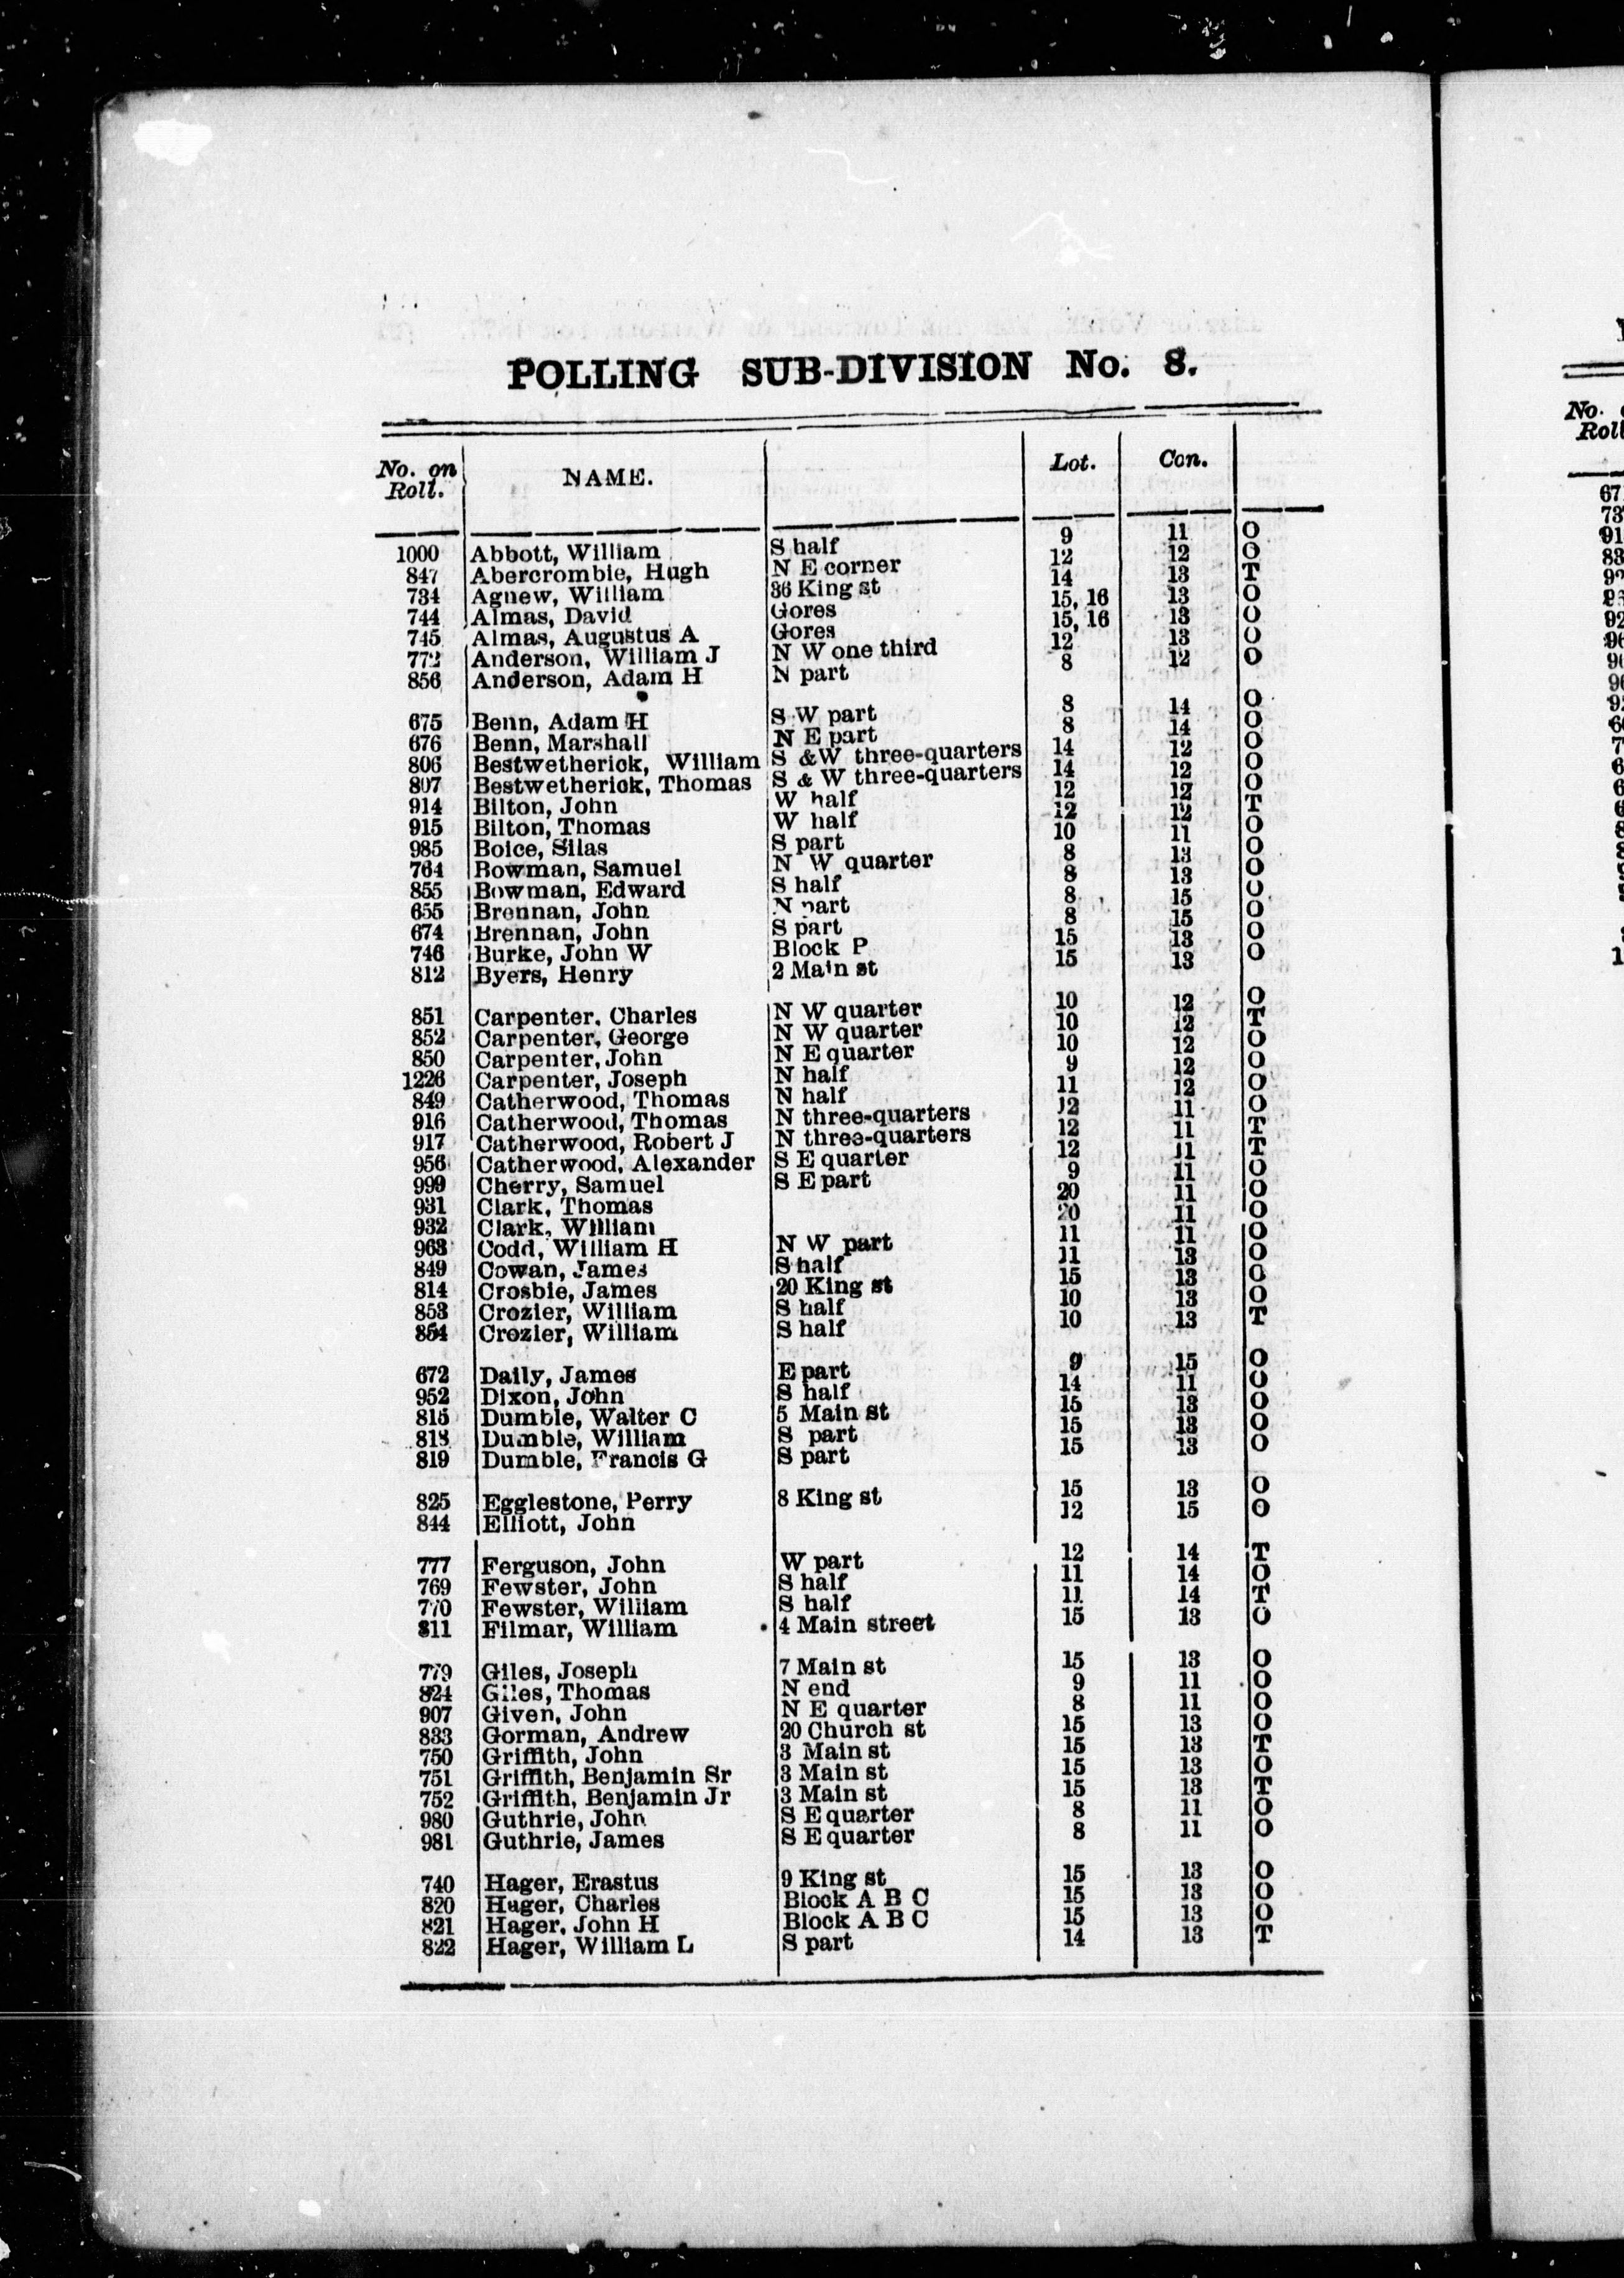 POLLING SUB-DIVISION No. 8.
No. on Roll. NAME. Lot. Con.
1000 Abbott, William S half 9 11 O
847 Abercrombie, Hugh N E corner 12 12 O
734 Agnew, William 36 King st 14 13 T
744 Almas, David Gores 15, 16 13 O
745 Almas, Augustus A Gores 15, 16 13 O
772 Anderson, William J N W one third 12 13 O
856 Anderson, Adam H N part 8 12 O
675 Benn, Adam H S W part 8 14 O
676 Benn, Marshall N E part 8 14 O
806 Bestwetherick, William S &W three-quarters 14 12 O
807 Bestwetherick, Thomas S & W three-quarters 14 12 O
914 Bilton, John W half 12 12 O
915 Bilton, Thomas W half 12 12 T
985 Boice, Silas S part 10 11 O
764 Bowman, Samuel N W quarter 8 13 O
855 Bowman, Edward S half 8 13 O
655 Brennan, John N part 8 15 O
674 Brennan, John S part 8 15 O
746 Burke, John W Block P 15 13 O
812 Byers, Henry 2 Main st 15 13 O
851 Carpenter, Charles N W quarter 10 12 O
852 Carpenter, George N W quarter 10 12 T
850 Carpenter, John N E quarter 10 12 O
1226 Carpenter, Joseph N half 9 12 O
849 Catherwood, Thomas N half 11 12 O
916 Catherwood, Thomas N three-quarters 12 11 O
917 Catherwood, Robert J N three-quarters 12 11 T
956 Catherwood, Alexander S E quarter 12 11 T
999 Cherry, Samuel S E part 9 11 O
931 Clark, Thomas 20 11 O
932 Clark, William 20 11 O
963 Codd, William H N W part 11 11 O
849 Cowan, James S half 11 13 O
814 Crosbie, James 20 King st 15 13 O
853 Crozier, William S half 10 13 O
854 Crozier, William S half 10 13 T
672 Daily, James E part 9 15 O
952 Dixon, John S half 14 11 O
815 Dumble, Walter C 5 Main st 15 13 O
818 Dumble, William S part 15 13 O
819 Dumble, Francis G S part 15 13 O
825 Egglestone, Perry 8 King st 15 13 O
844 Elliott, John 12 15 O
777 Ferguson, John W part 12 14 T
769 Fewster, John S half 11 14 O
770 Fewster, William S half 11 14 T
811 Filmar, William 4 Main street 15 13 O
779 Giles, Joseph 7 Main st 15 13 O
824 Giles, Thomas N end 9 11 O
907 Given, John N E quarter 8 11 O
833 Gorman, Andrew 20 Church st 15 13 O
750 Griffith, John 3 Main st 15 13 T
751 Griffith, Benjamin Sr 3 Main st 15 13 O
752 Griffith, Benjamin Jr 3 Main st 15 13 T
980 Guthrie, John S E quarter 8 11 O
981 Guthrie, James S E quarter 8 11 O
740 Hager, Erastus 9 King st 15 13 O
820 Hager, Charles Block A B C 15 13 O
821 Hager, John H Block A B C 15 13 O
822 Hager, William L S part 14 13 T
No.
Roll